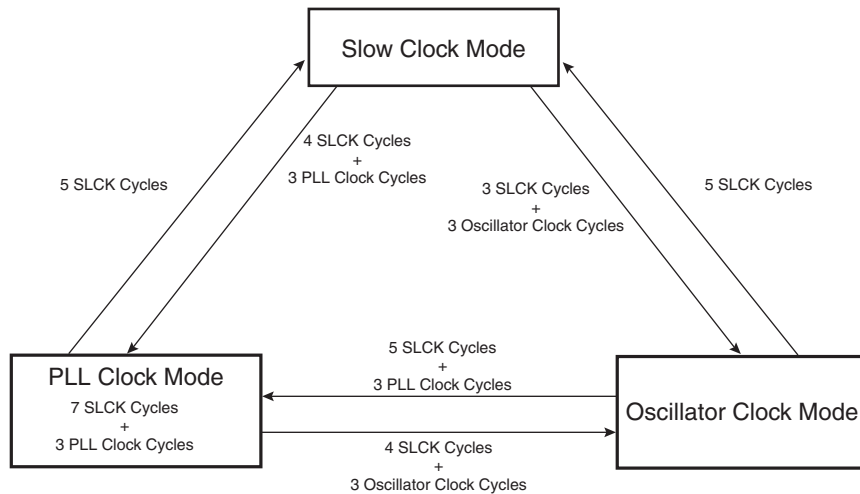 Slow Clock Mode
4 SLCK Cycles
+
3 PLL Clock Cycles
5 SLCK Cycles
3 SLCK Cycles
+
3 Oscillator Clock Cycles
5 SLCK Cycles
PLL Clock Mode
7 SLCK Cycles
+
3 PLL Clock Cycles
5 SLCK Cycles
+
3 PLL Clock Cycles
Oscillator Clock Mode
4 SLCK Cycles
+
3 Oscillator Clock Cycles